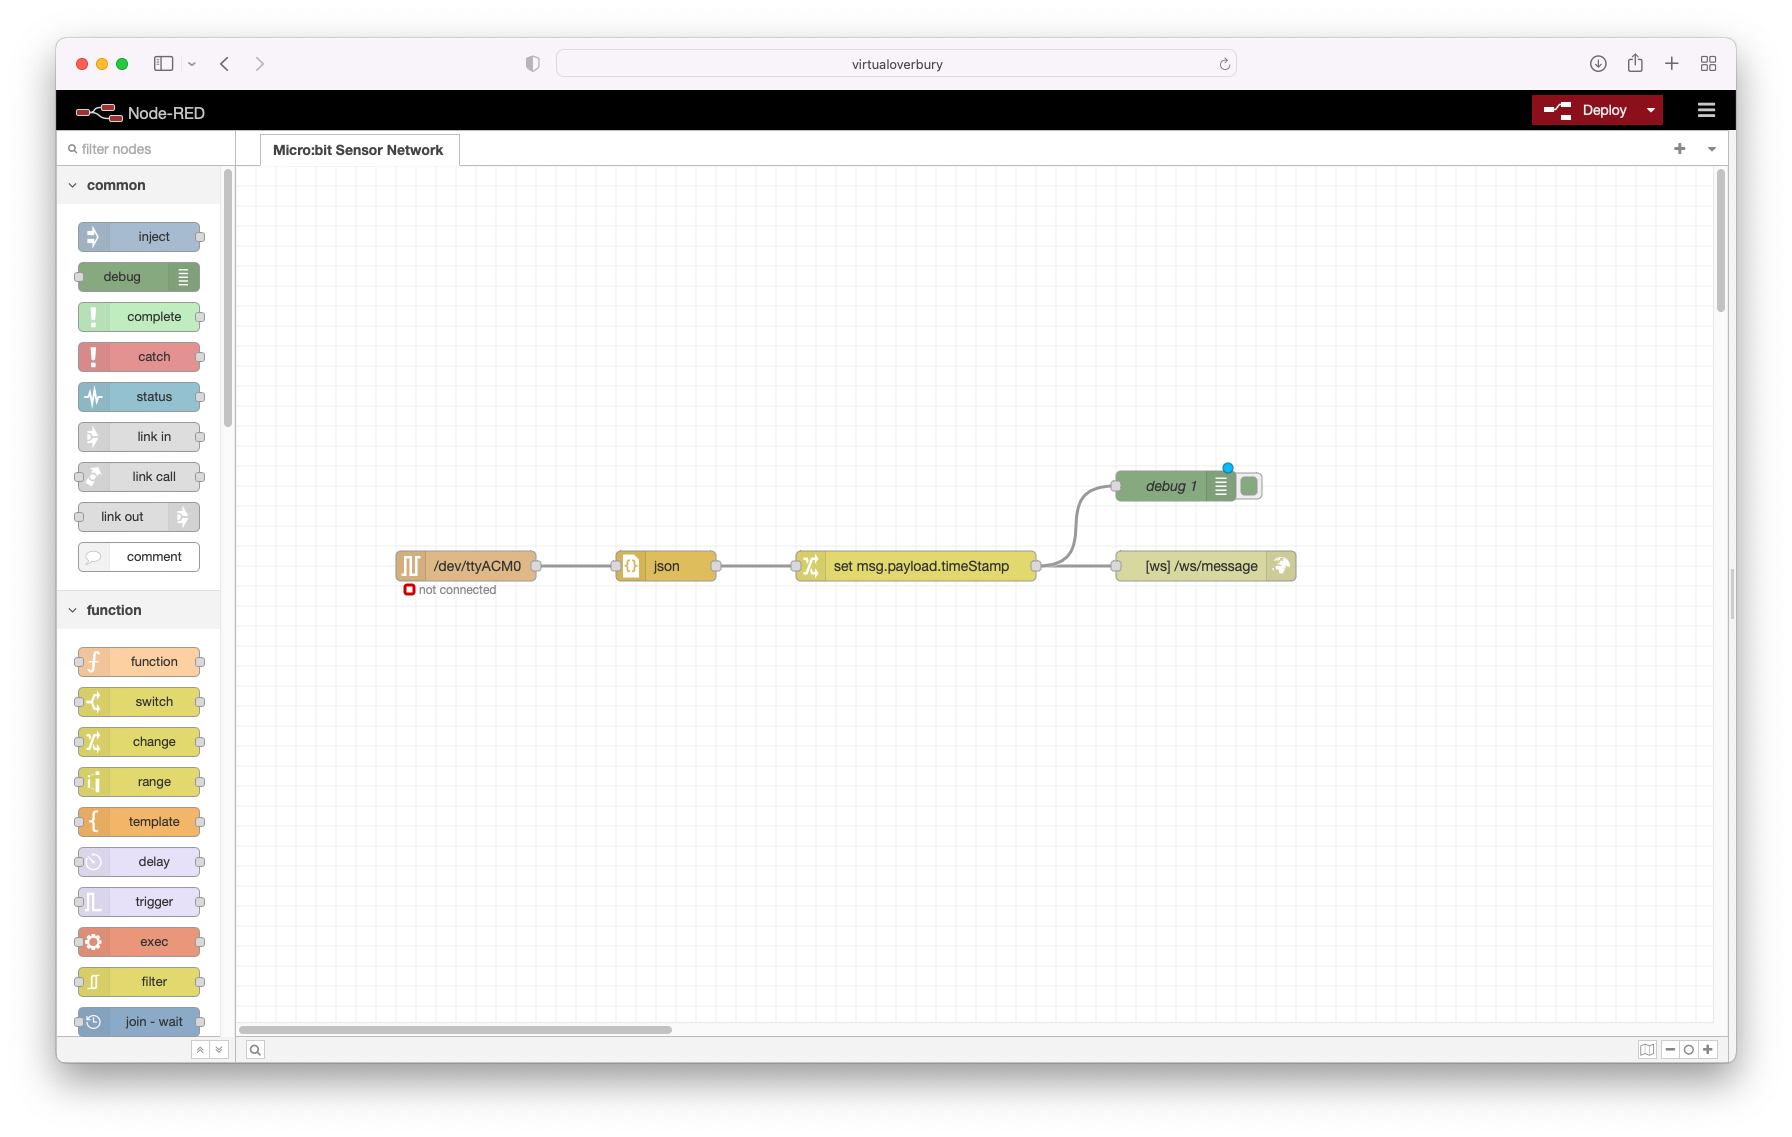 virtualoverbury
Node-RED
Deploy
filter nodes
Micro:bit Sensor Network
common
inject
debug
complete
catch
status
link in
link call
link out
comment
function
function
switch
change
range
template
delay
trigger
exec
filter
join - wait
debug 1
/dev/ttyACM0
json
set msg.payload.timeStamp
[ws] /ws/message
not connected